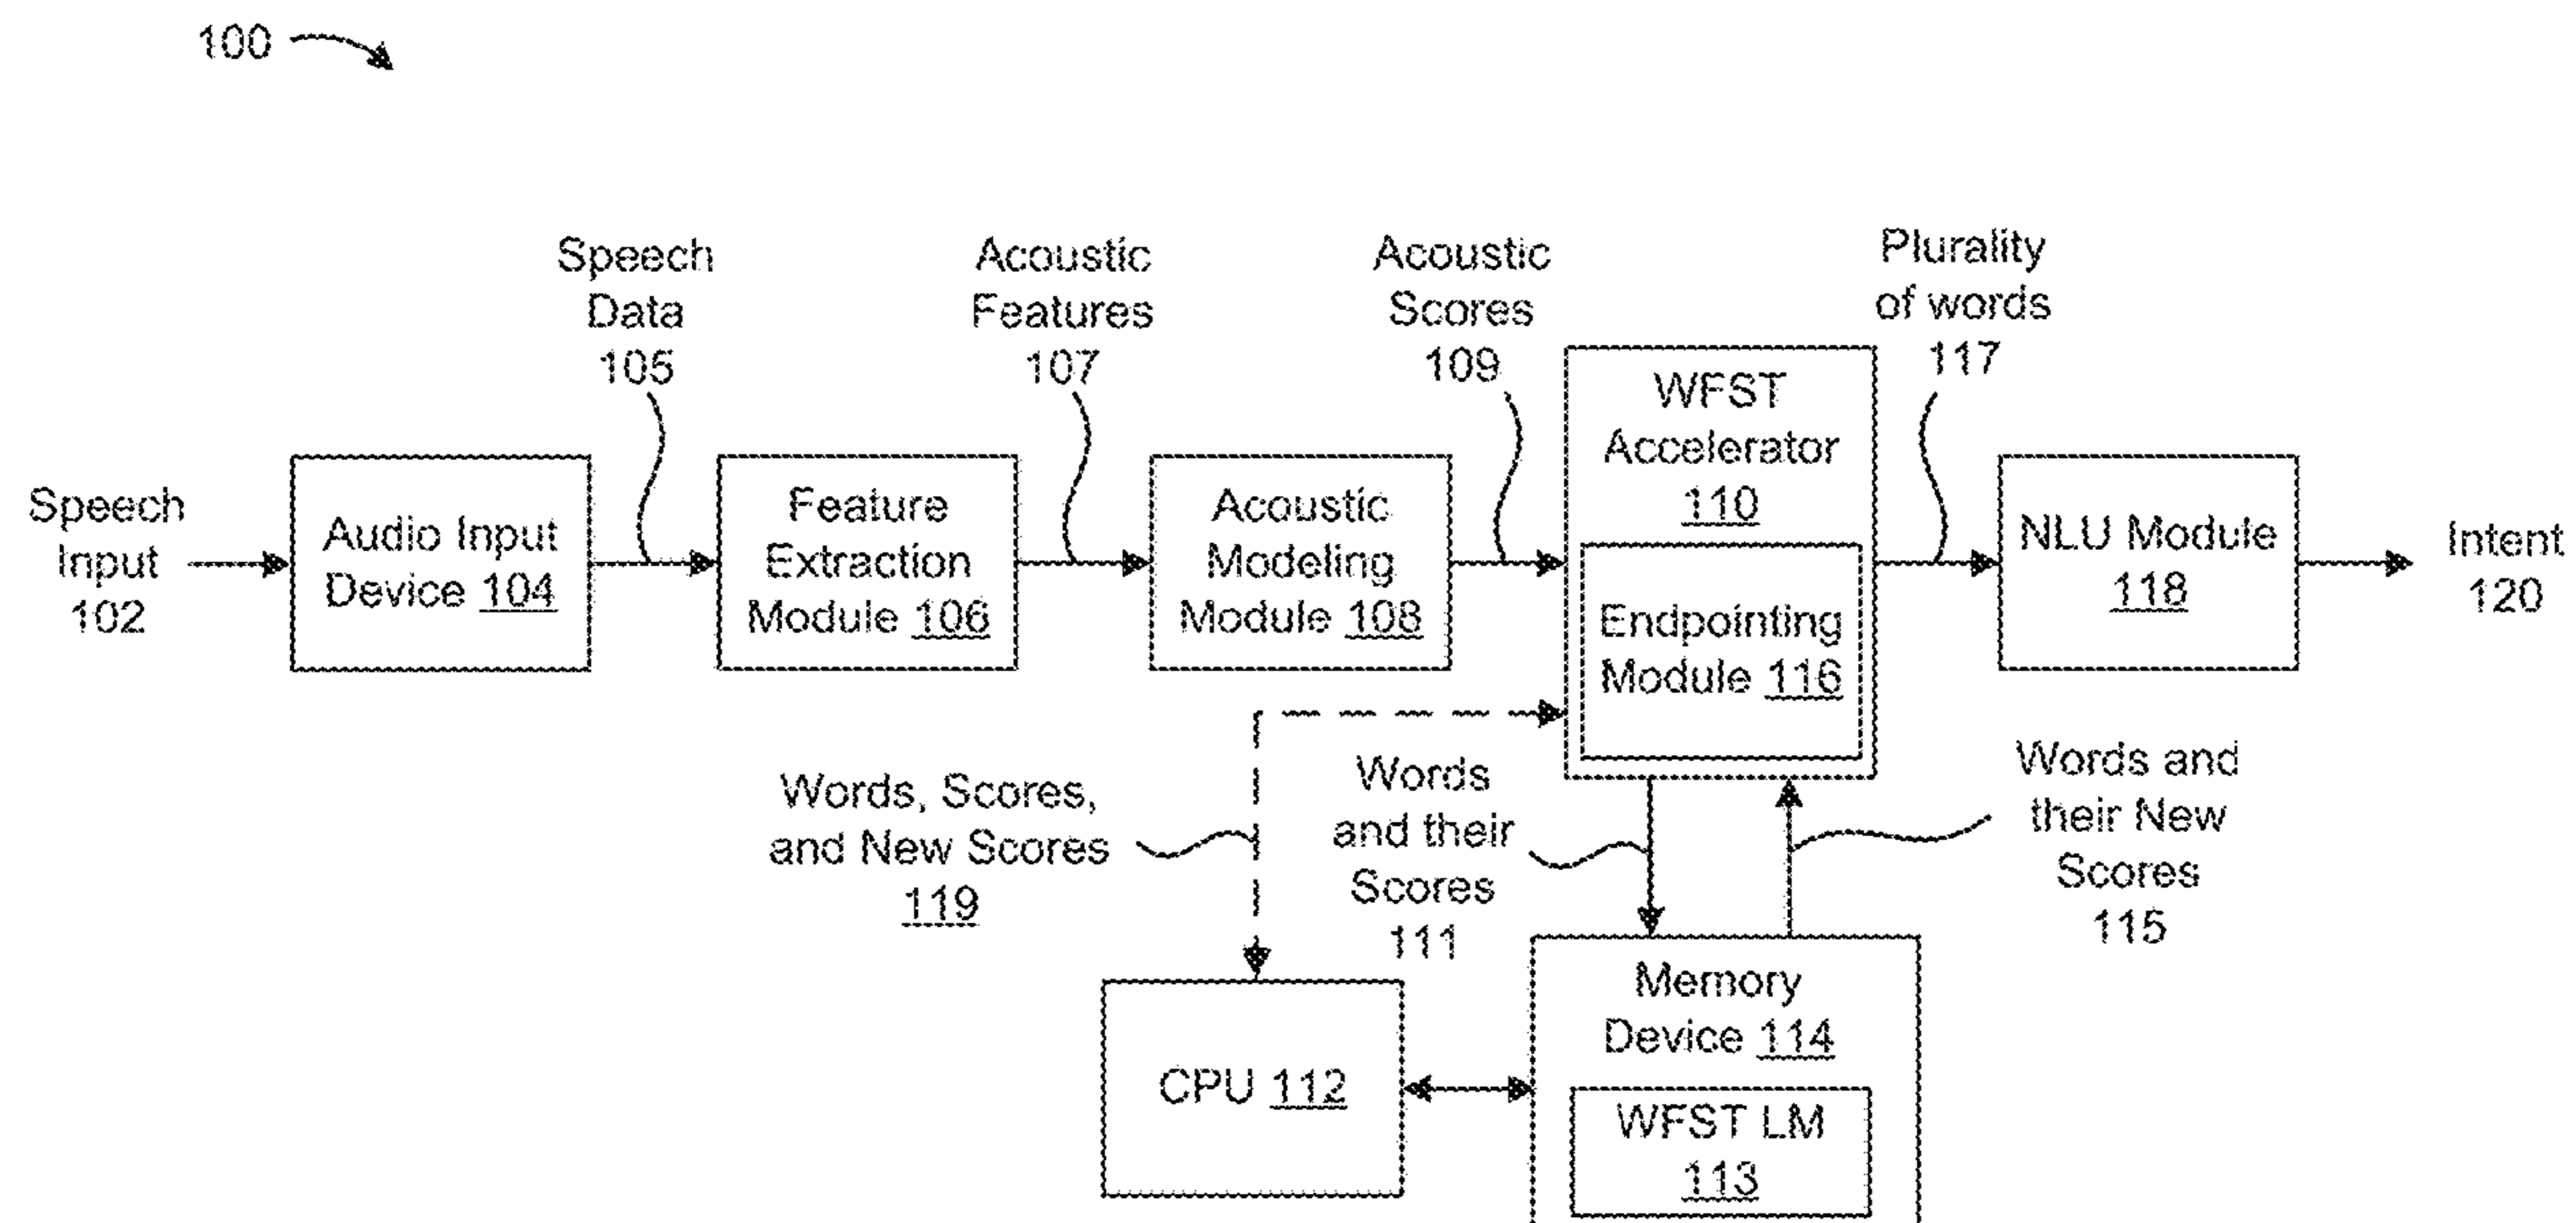 100
Speech
Data
105
Acoustic
Features
107
Acoustic
Scores
109
Plurality
of words
117
Speech
Input
102
Audio Input
Device 104
Feature
Extraction
Module 106
Acoustic
Modeling
Module 108
WFST
Accelerator
110
Endpointing
Module 116
NLU Module
118
Intent
120
Words, Scores,
and New Scores
119
Words
and their
Scores
111
Words and
their New
Scores
115
CPU 112
Memory
Device 114
WFST LM
113